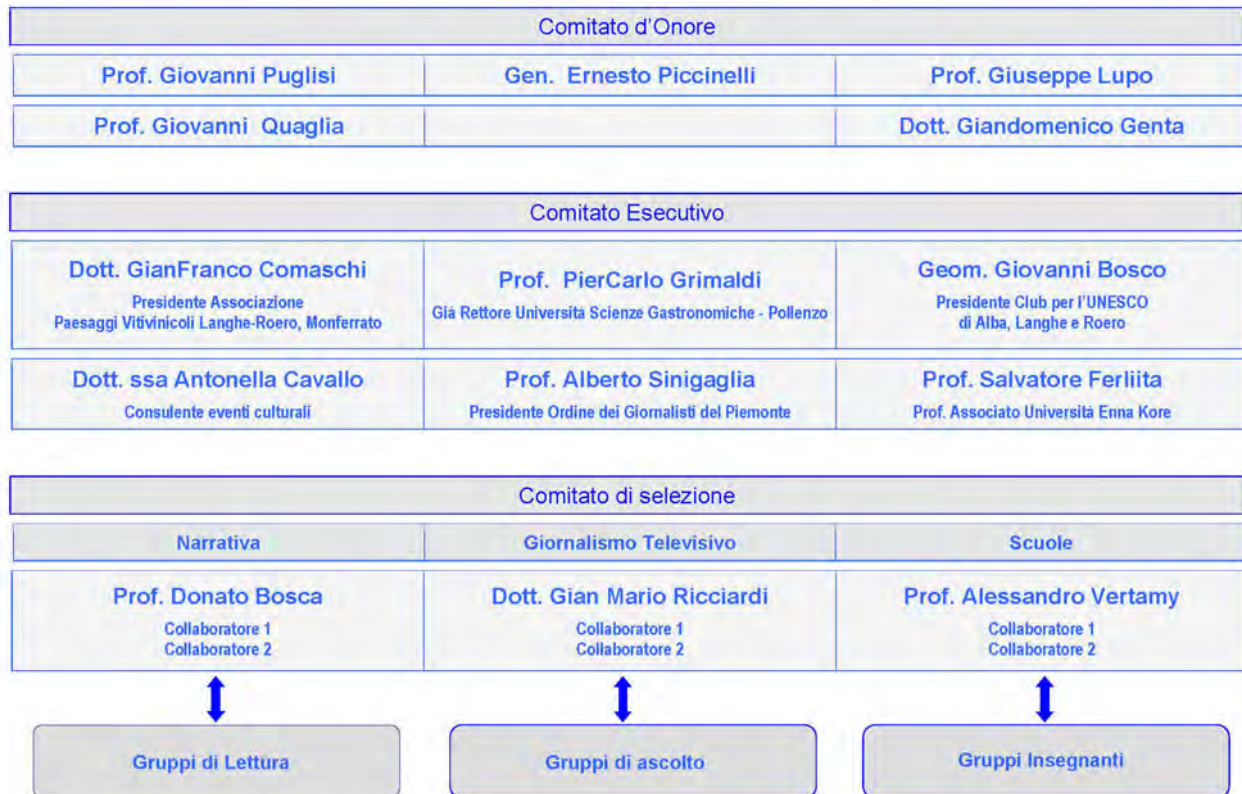 Comitato d'Onore
Prof. Giovanni Puglisi
Gen. Ernesto Piccinelli
Prof. Giuseppe Lupo
Prof. Giovanni Quaglia
Dott. Giandomenico Genta
Comitato Esecutivo
Dott. GianFranco Comaschi
Presidente Associazione
Paesaggi Vitivinicoli Langhe-Roero, Monferrato
Prof. PierCarlo Grimaldi
Già Rettore Università Scienze Gastronomiche - Pollenzo
Geom. Giovanni Bosco
Presidente Club per l'UNESCO
di Alba, Langhe e Roero
Dott. ssa Antonella Cavallo
Consulente eventi culturali
Prof. Alberto Sinigaglia
Presidente Ordine dei Giornalisti del Piemonte
Prof. Salvatore Ferliita
Prof. Associato Università Enna Kore
Comitato di selezione
Narrativa
Giornalismo Televisivo
Scuole
Prof. Donato Bosca
Collaboratore 1
Collaboratore 2
Dott. Gian Mario Ricciardi
Collaboratore 1
Collaboratore 2
Prof. Alessandro Vertamy
Collaboratore 1
Collaboratore 2
Gruppi di Lettura
Gruppi di ascolto
Gruppi Insegnanti